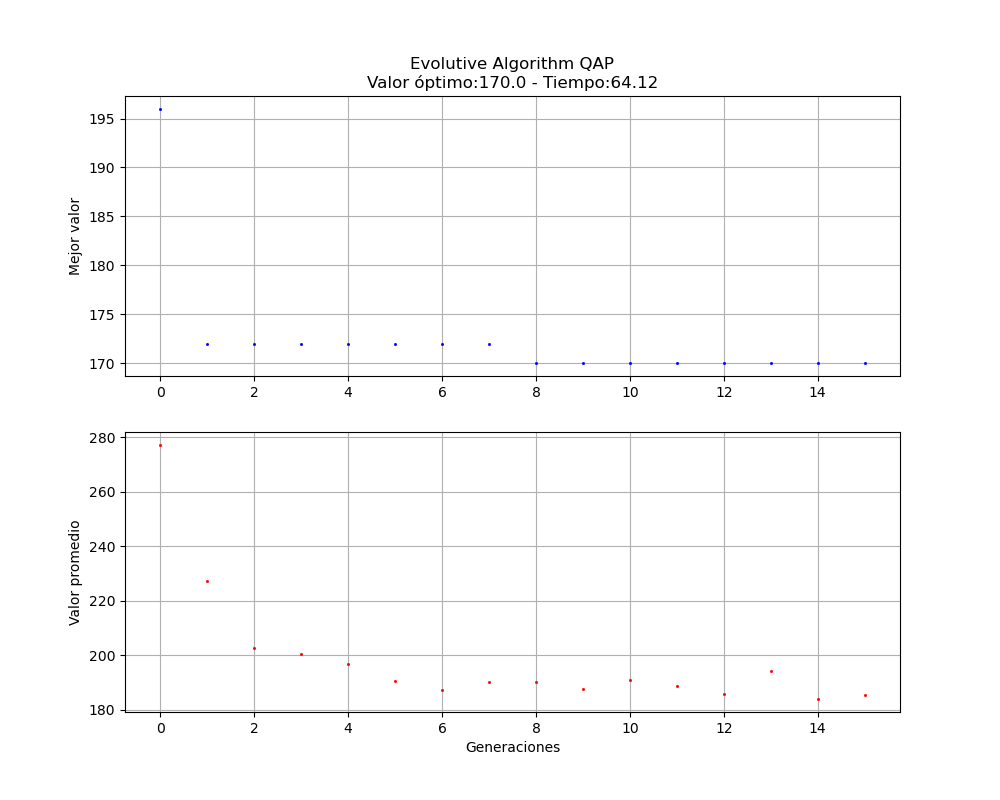 Evolutive Algorithm QAP
Valor óptimo:170.0 - Tiempo:64.12
195
190
185
180
175
170
Mejor valor
0 2 4 6 8 10 12 14
280
260
240
220
200
180
Valor promedio
0 2 4 6 8 10 12 14
Generaciones